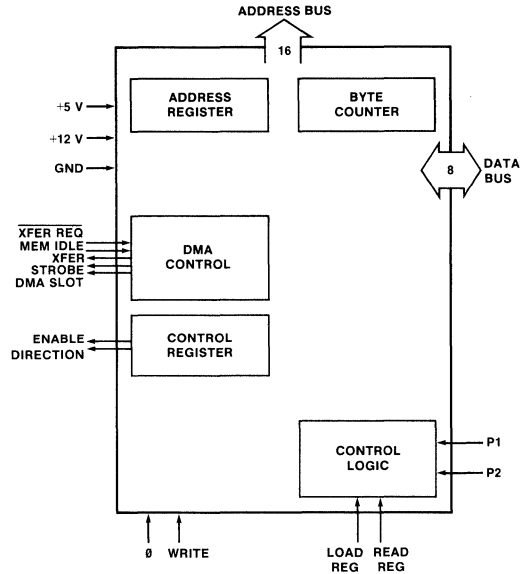 ADDRESS BUS
16
ADDRESS
REGISTER
BYTE
COUNTER
+5 V
+12 V
GND
8
DATA
BUS
XFER REQ
MEM IDLE
XFER
STROBE
DMA SLOT
DMA
CONTROL
ENABLE
DIRECTION
CONTROL
REGISTER
CONTROL
LOGIC
P1
P2
Ø
WRITE
LOAD
REG
READ
REG